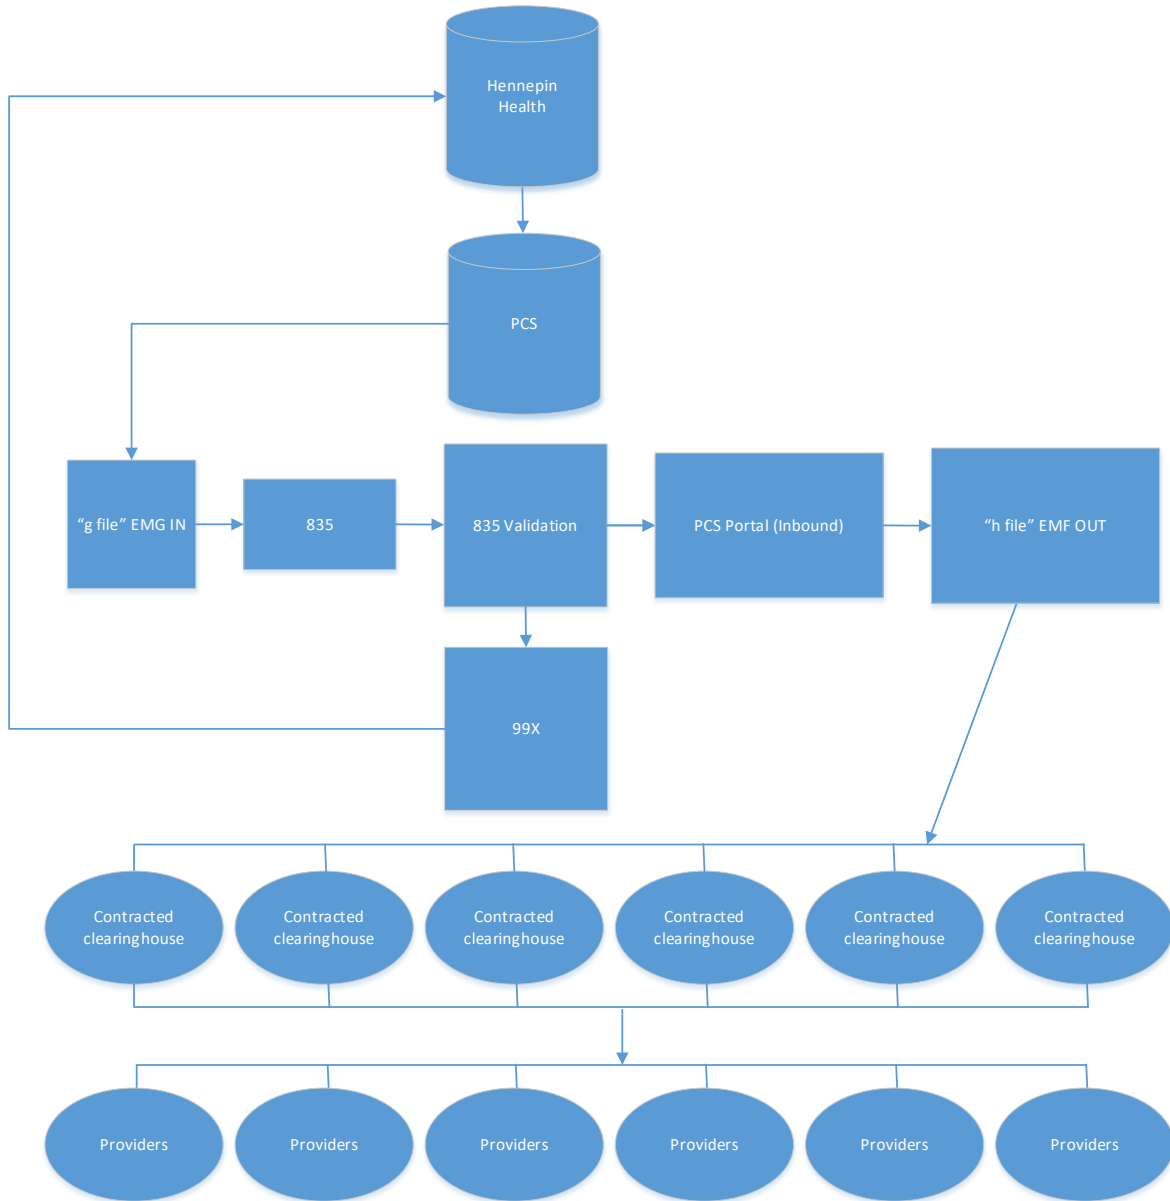 Hennepin
Health
PCS
“g file” EMG IN
835
835 Validation
PCS Portal (Inbound)
“h file” EMF OUT
99X
Contracted
clearinghouse
Contracted
clearinghouse
Contracted
clearinghouse
Contracted
clearinghouse
Contracted
clearinghouse
Contracted
clearinghouse
Providers
Providers
Providers
Providers
Providers
Providers